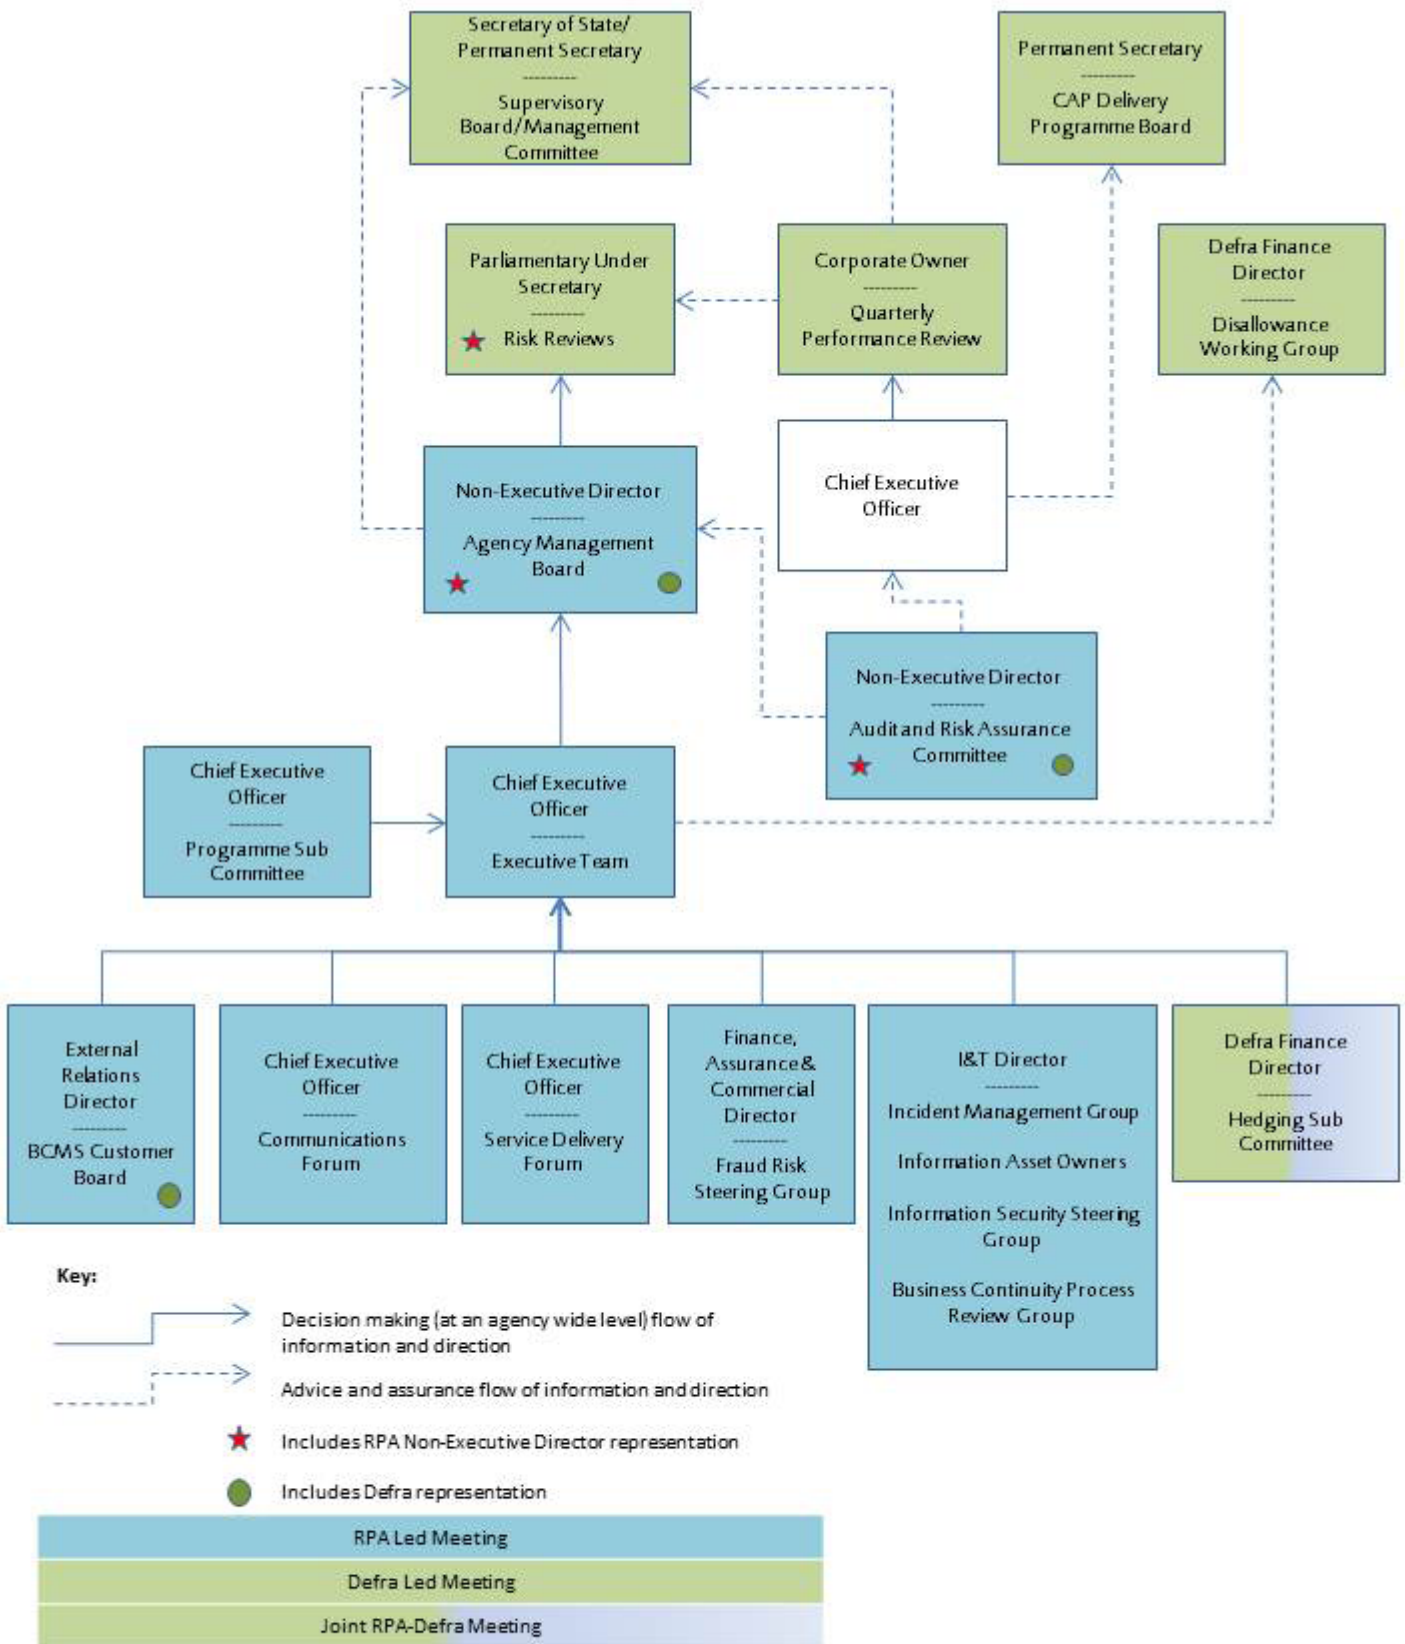 Secretary of State/
Permanent Secretary
---------
Supervisory
Board/Management
Committee
Permanent Secretary
---------
CAP Delivery
Programme Board
Parliamentary Under
Secretary
---------
Risk Reviews
Corporate Owner
---------
Quarterly
Performance Review
Defra Finance
Director
---------
Disallowance
Working Group
Non-Executive Director
---------
Agency Management
Board
Chief Executive
Officer
Non-Executive Director
---------
Audit and Risk Assurance
Committee
Chief Executive
Officer
---------
Programme Sub
Committee
Chief Executive
Officer
---------
Executive Team
External
Relations
Director
---------
BCMS Customer
Board
Chief Executive
Officer
---------
Communications
Forum
Chief Executive
Officer
---------
Service Delivery
Forum
Finance,
Assurance &
Commercial
Director
---------
Fraud Risk
Steering Group
I&T Director
---------
Incident Management Group
Information Asset Owners
Information Security Steering
Group
Business Continuity Process
Review Group
Defra Finance
Director
---------
Hedging Sub
Committee
Key:
Decision making (at an agency wide level) flow of
information and direction
Advice and assurance flow of information and direction
Includes RPA Non-Executive Director representation
Includes Defra representation
RPA Led Meeting
Defra Led Meeting
Joint RPA-Defra Meeting